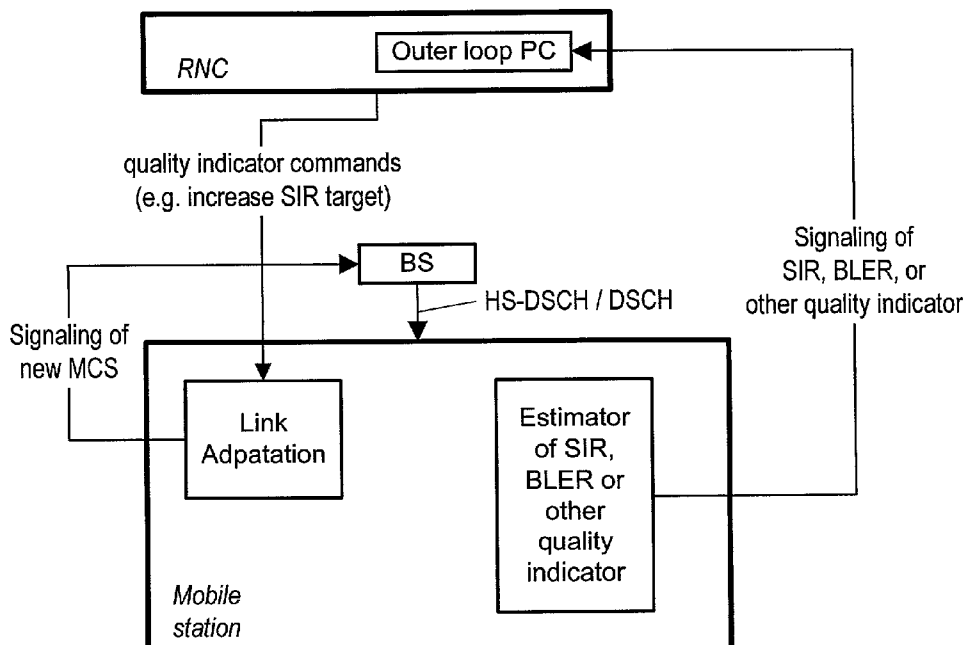 Outer loop PC
RNC
quality indicator commands
(e.g. increase SIR target)
BS
HS-DSCH / DSCH
Signaling of
SIR, BLER, or
other quality indicator
Signaling of
new MCS
Link
Adpatation
Estimator
of SIR,
BLER or
other
quality
indicator
Mobile
station